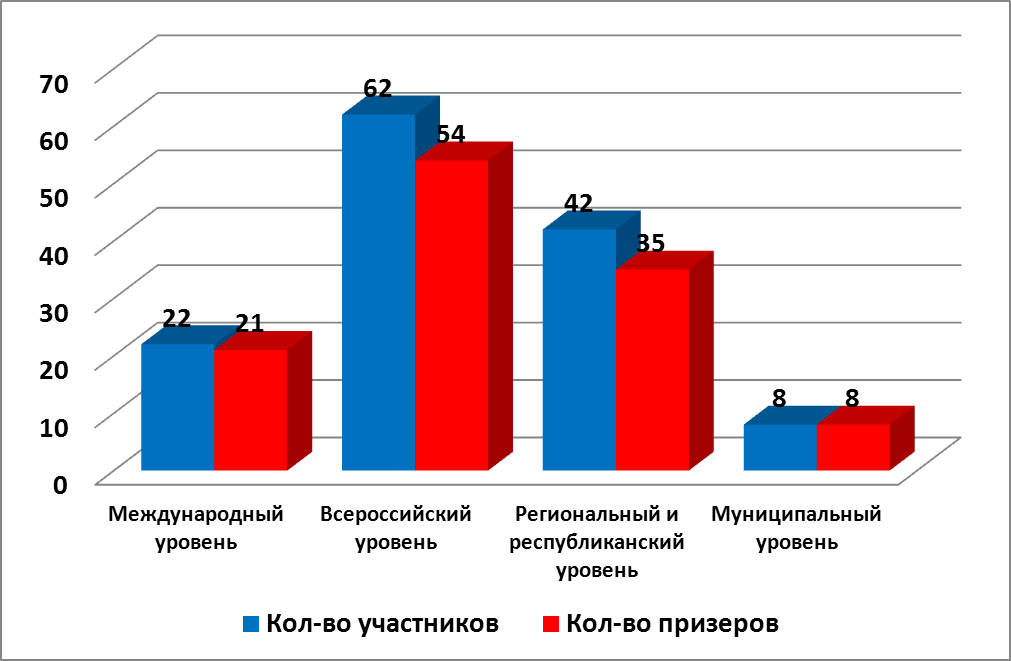 70
60
50
40
30
20
10
0
62
54
42
35
22
21
8
8
Международный
уровень
Всероссийский
уровень
Региональный и
республиканский
уровень
Муниципальный
уровень
Кол-во участников
Кол-во призеров